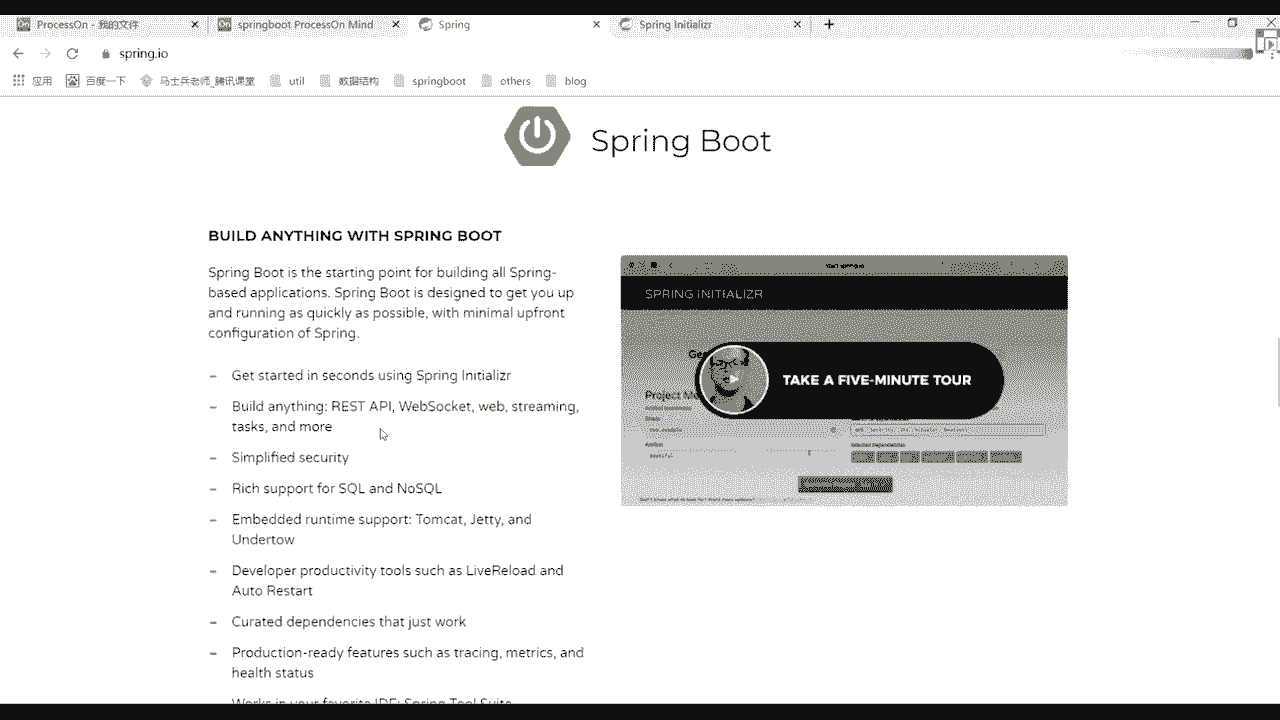 ProcessOn - 我的文件
springboot ProcessOn Mind
Spring
Spring Initializr
spring.io
应用
百度一下
马士兵老师_腾讯课堂
util
数据结构
springboot
others
blog
Spring Boot
BUILD ANYTHING WITH SPRING BOOT
Spring Boot is the starting point for building all Spring-
based applications. Spring Boot is designed to get you up
and running as quickly as possible, with minimal upfront
configuration of Spring.
– Get started in seconds using Spring Initializr
– Build anything: REST API, WebSocket, web, streaming,
tasks, and more
– Simplified security
– Rich support for SQL and NoSQL
– Embedded runtime support: Tomcat, Jetty, and
Undertow
– Developer productivity tools such as LiveReload and
Auto Restart
– Curated dependencies that just work
– Production-ready features such as tracing, metrics, and
health status
– Works in your favorite IDE: Spring Tool Suite,
SPRING INITIALIZR
TAKE A FIVE-MINUTE TOUR